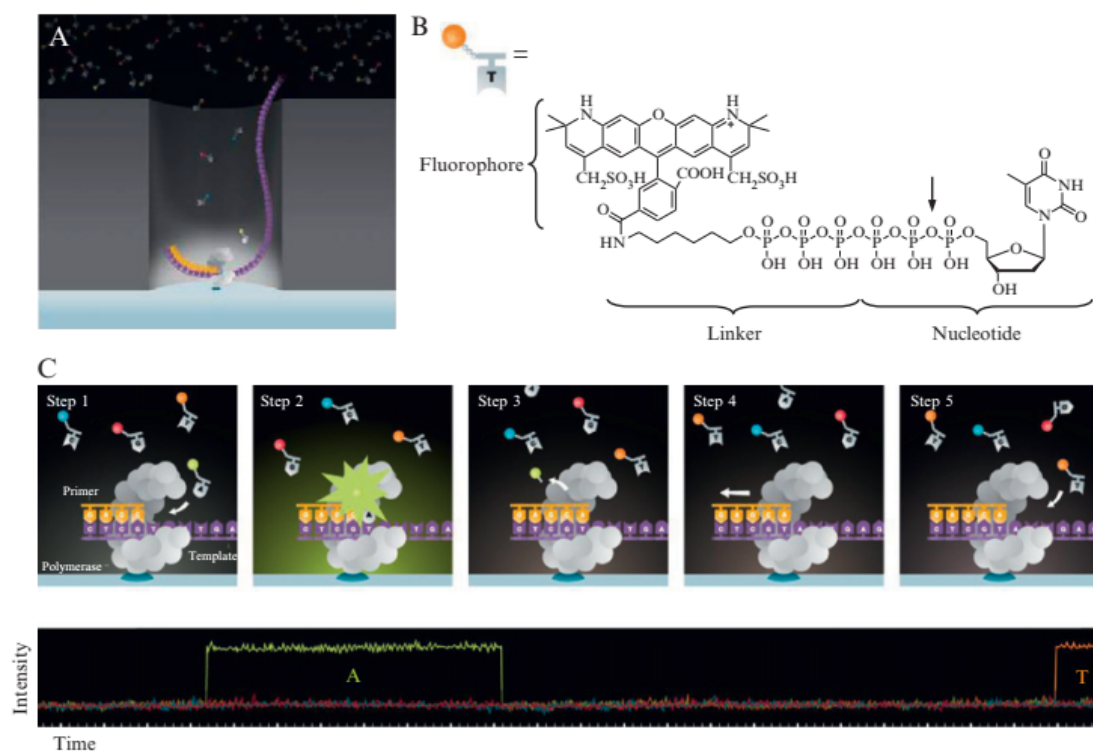 A
B
T
=
H
N
O
H
N
+
Fluorophore
CH2SO3H
COOH
CH2SO3H
O
HN
O O O O O O
O P O P O P O P O P O P O
OH OH OH OH OH OH
O
NH
N O
O
OH
Linker
Nucleotide
C
Step 1
Step 2
Step 3
Step 4
Step 5
Primer
Template
Polymerase
Intensity
A
T
Time